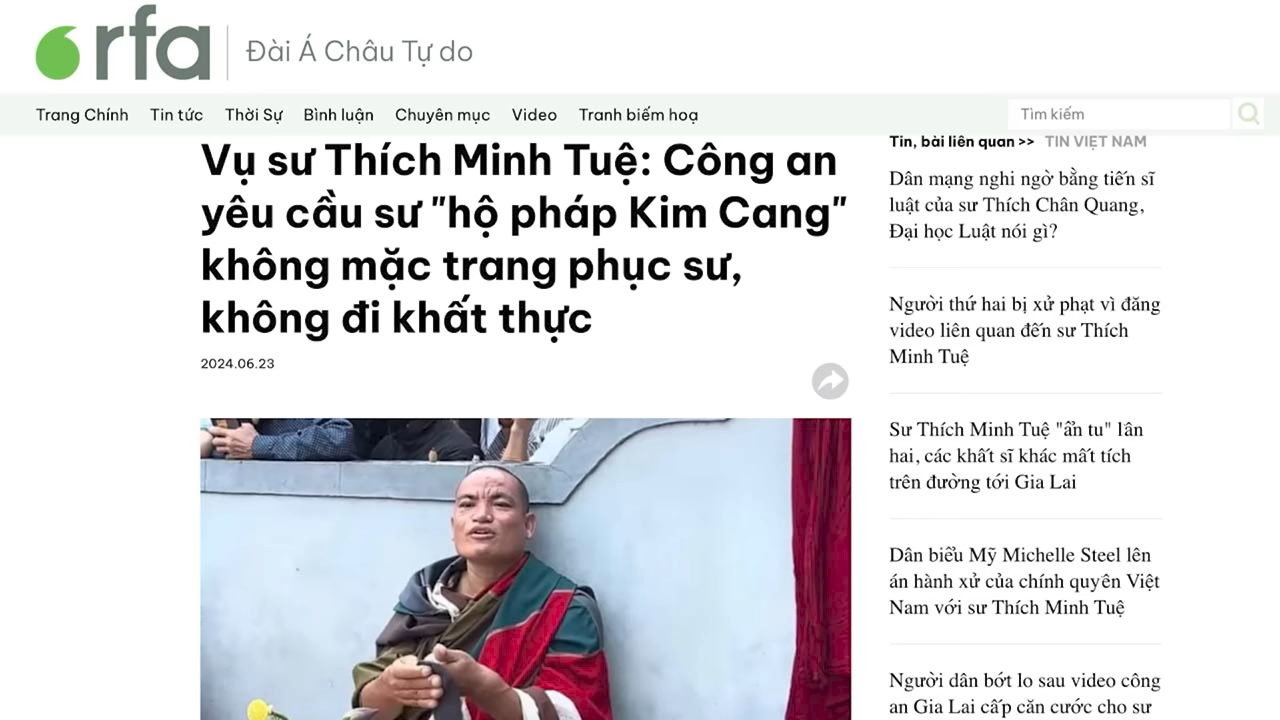 rfa Đài Á Châu Tự do
Trang Chính Tin tức Thời Sự Bình luận Chuyên mục Video Tranh biếm hoạ Tìm kiếm
Vụ sư Thích Minh Tuệ: Công an
yêu cầu sư "hộ pháp Kim Cang"
không mặc trang phục sư,
không đi khất thực
2024.06.23
Tin, bài liên quan >> TIN VIỆT NAM
Dân mạng nghi ngờ bằng tiến sĩ
luật của sư Thích Chân Quang,
Đại học Luật nói gì?
Người thứ hai bị xử phạt vì đăng
video liên quan đến sư Thích
Minh Tuệ
Sư Thích Minh Tuệ "ẩn tu" lần
hai, các khất sĩ khác mất tích
trên đường tới Gia Lai
Dân biểu Mỹ Michelle Steel lên
án hành xử của chính quyền Việt
Nam với sư Thích Minh Tuệ
Người dân bớt lo sau video công
an Gia Lai cấp căn cước cho sư